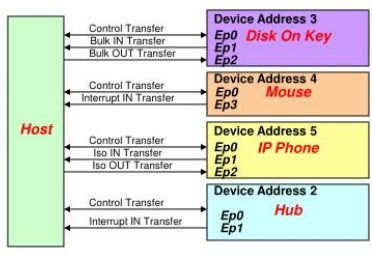 Host
Control Transfer
Bulk IN Transfer
Bulk OUT Transfer
Device Address 3
Ep0 Disk On Key
Ep1
Ep2
Control Transfer
Interrupt IN Transfer
Device Address 4
Ep0 Mouse
Ep3
Control Transfer
Iso IN Transfer
Iso OUT Transfer
Device Address 5
Ep0 IP Phone
Ep1
Ep2
Control Transfer
Interrupt IN Transfer
Device Address 2
Ep0 Hub
Ep1